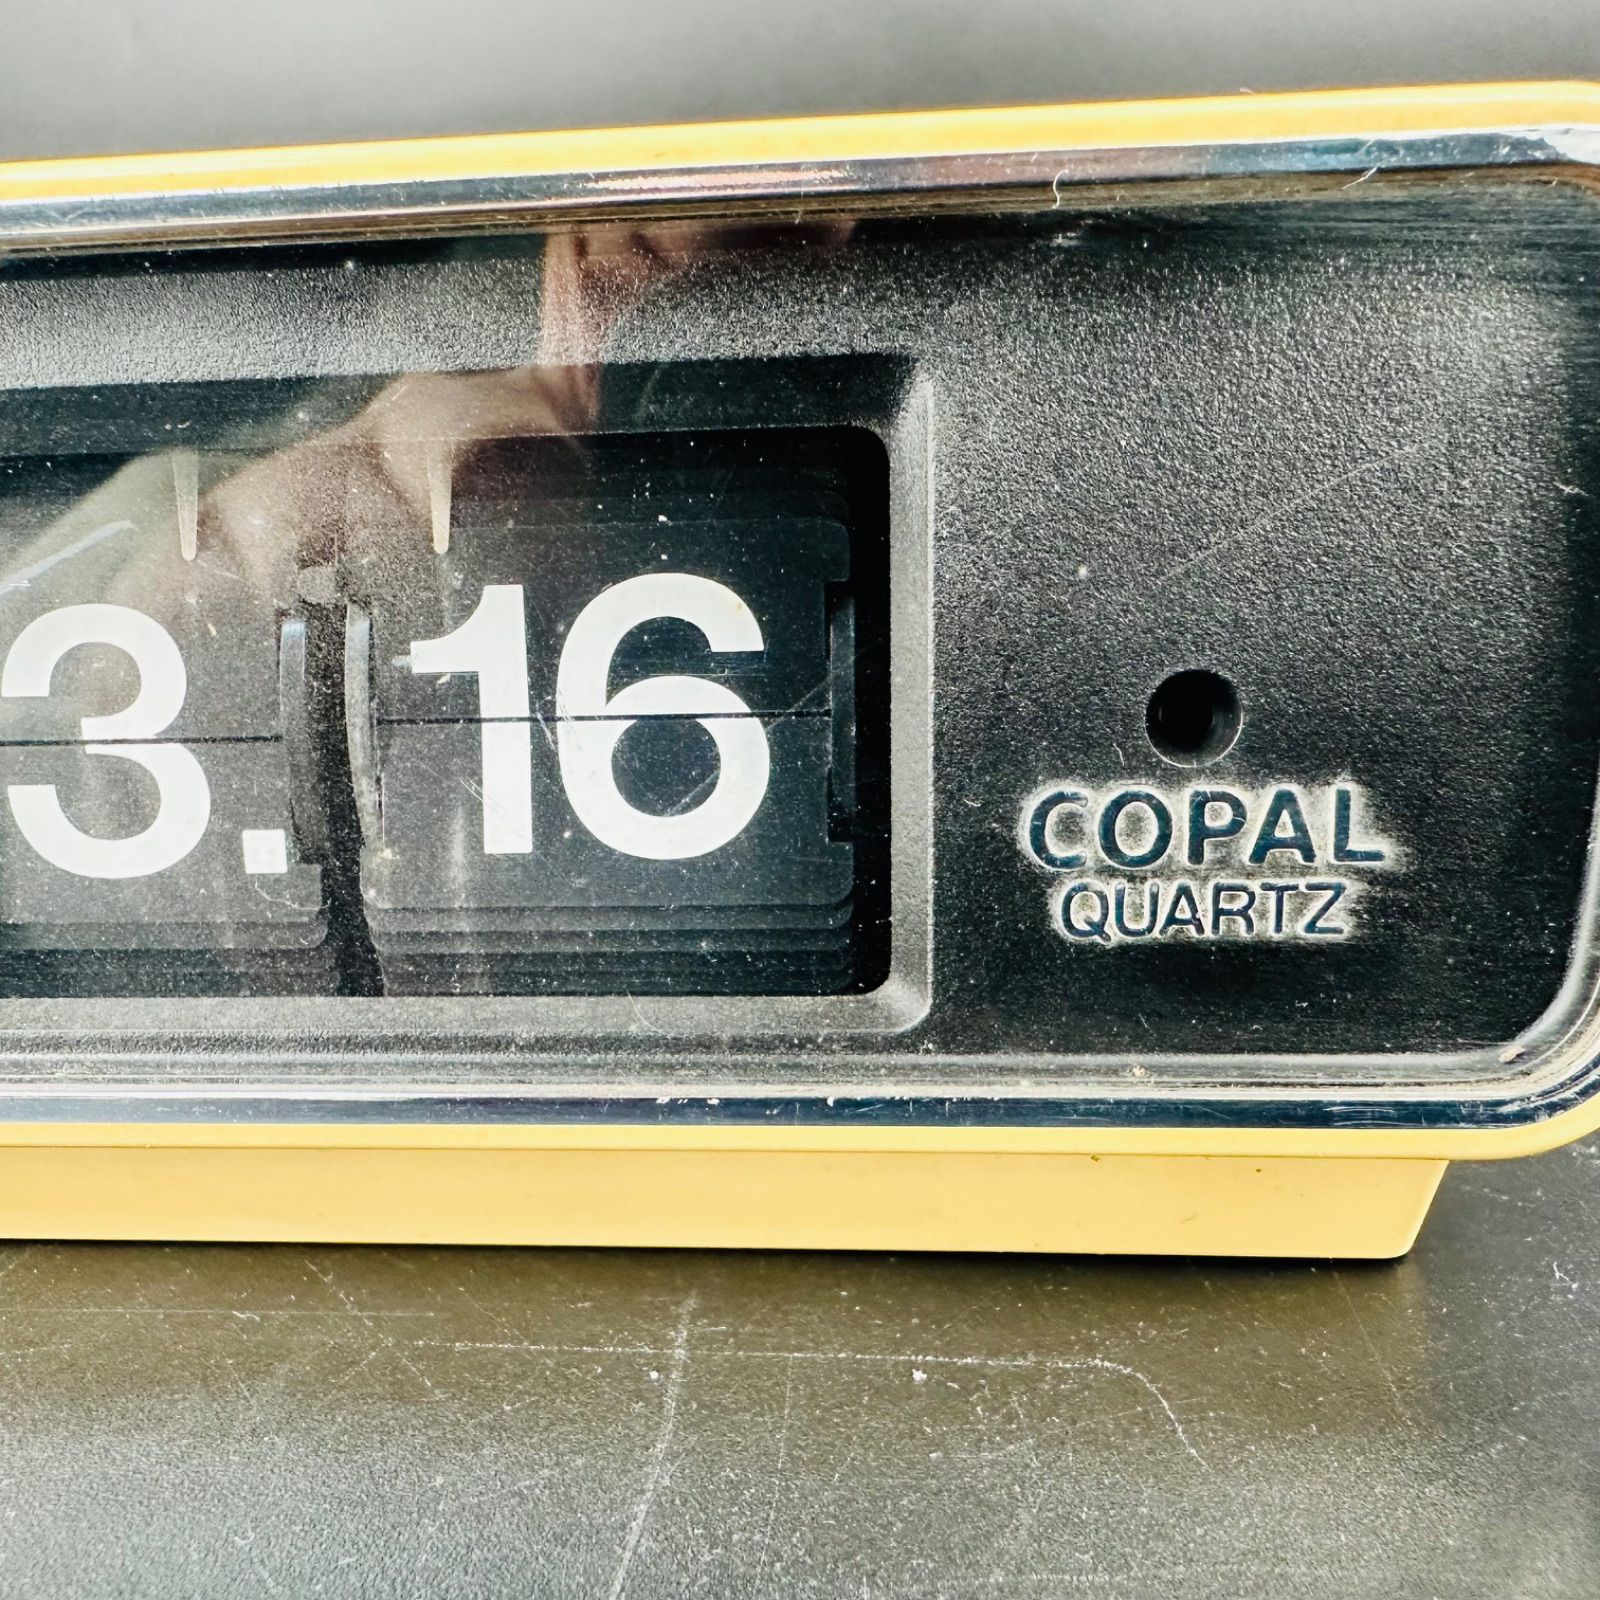 3. 16
COPAL
QUARTZ